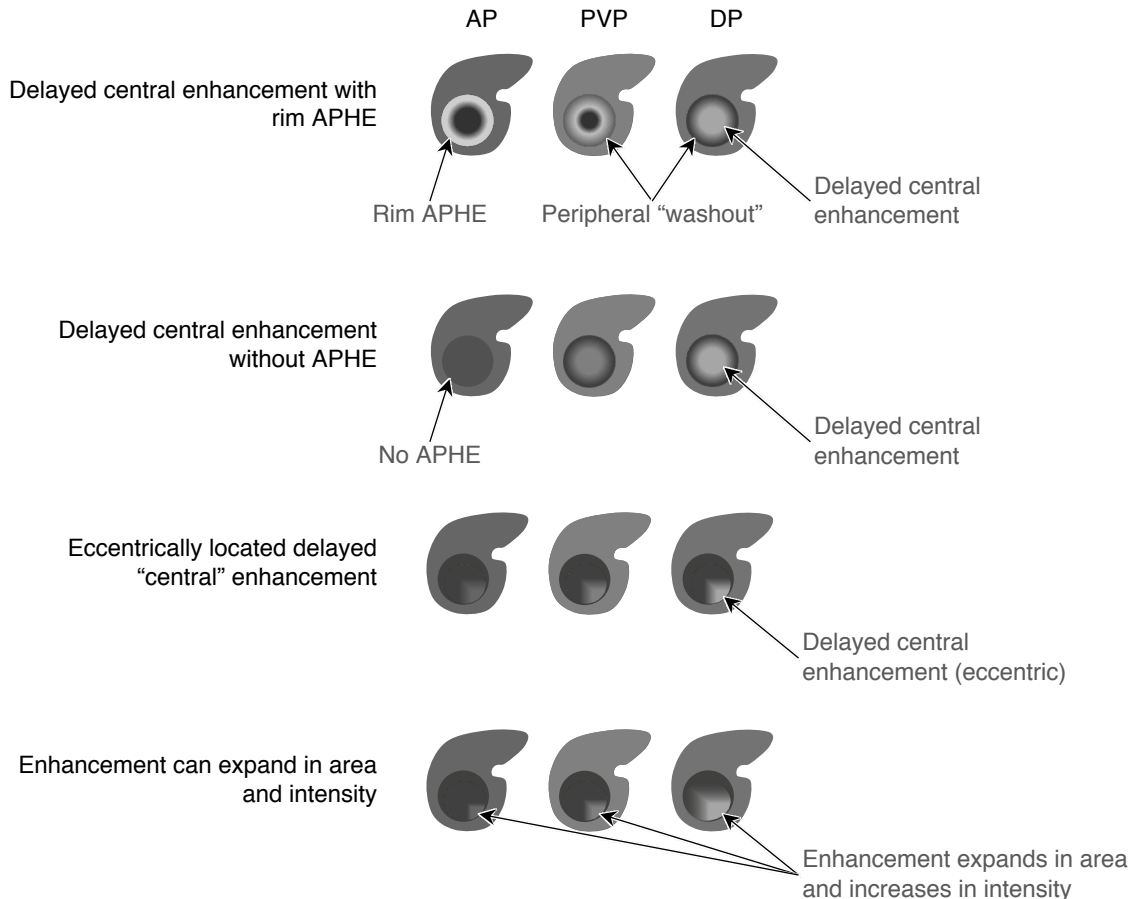 AP PVP DP
Delayed central enhancement with
rim APHE
Rim APHE
Peripheral “washout”
Delayed central
enhancement
Delayed central enhancement
without APHE
No APHE
Delayed central
enhancement
Eccentrically located delayed
“central” enhancement
Delayed central
enhancement (eccentric)
Enhancement can expand in area
and intensity
Enhancement expands in area
and increases in intensity